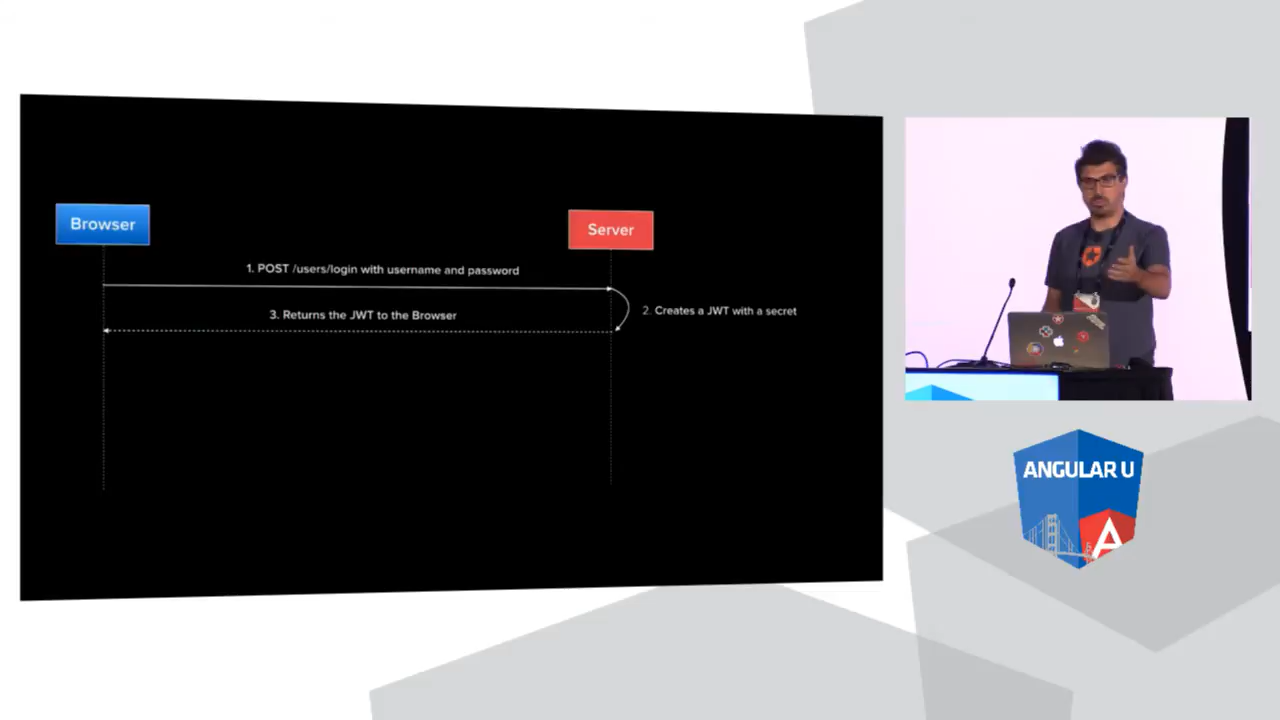 Browser
Server
1. POST /users/login with username and password
2. Creates a JWT with a secret
3. Returns the JWT to the Browser
ANGULAR U
A